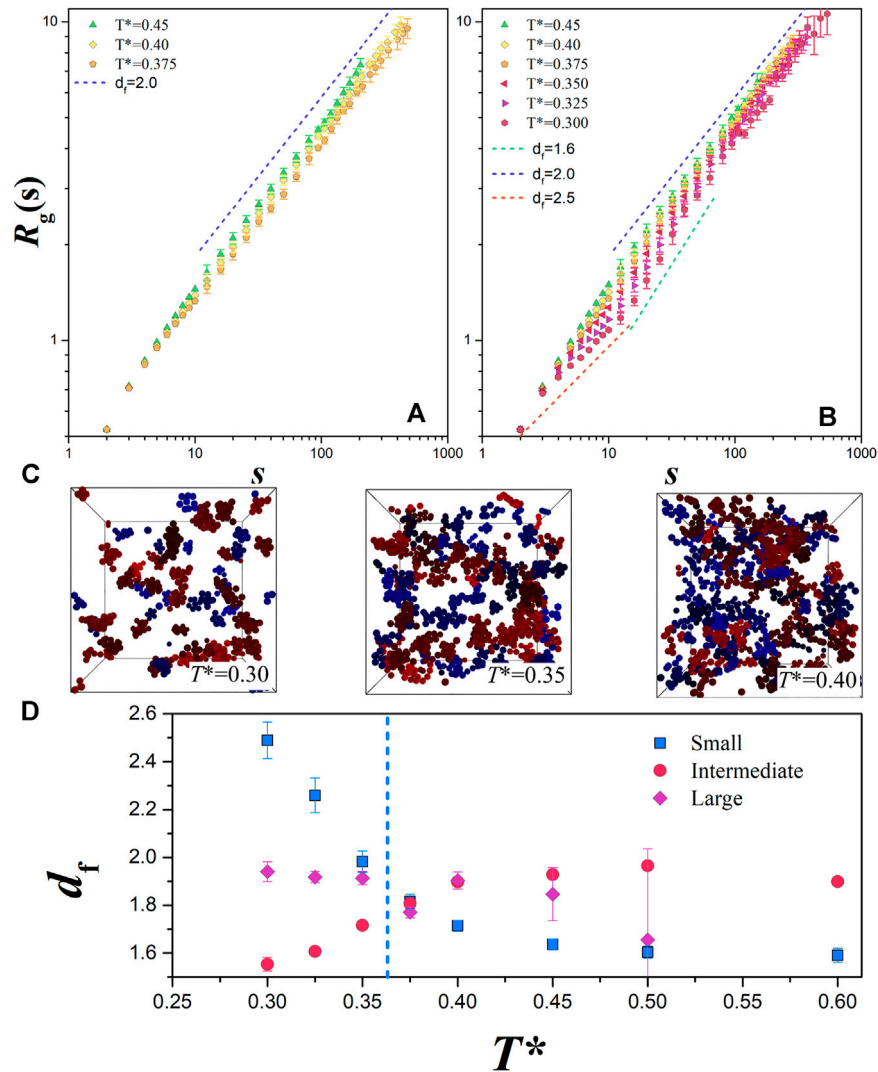 10
T*=0.45
T*=0.40
T*=0.375
d_f=2.0
R_g(s)
1
A
1 10 100 1000
s
10
T*=0.45
T*=0.40
T*=0.375
T*=0.350
T*=0.325
T*=0.300
d_f=1.6
d_f=2.0
d_f=2.5
1
B
1 10 100 1000
s
C
T*=0.30
T*=0.35
T*=0.40
D
2.6
2.4
2.2
2.0
1.8
1.6
d_f
Small
Intermediate
Large
0.25 0.30 0.35 0.40 0.45 0.50 0.55 0.60
T*